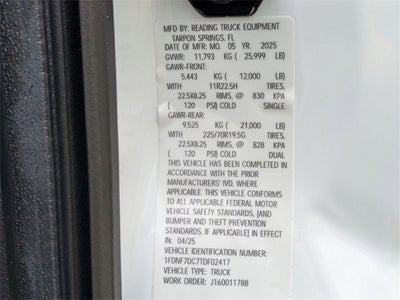 MFD BY: READING TRUCK EQUIPMENT
TARPON SPRINGS, FL
DATE OF MFR: MO. 05 YR. 2025
GVWR: 11,793 KG ( 25,999 LB)
GAWR-FRONT:
5,443 KG ( 12,000 LB)
WITH 11R22.5H TIRES,
22.5X8.25 RIMS, @ 830 KPA
( 120 PSI) COLD SINGLE
GAWR-REAR:
9,525 KG ( 21,000 LB)
WITH 225/70R19.5G TIRES,
22.5X8.25 RIMS, @ 828 KPA
( 120 PSI) COLD DUAL
THIS VEHICLE HAS BEEN COMPLETED IN
ACCORDANCE WITH THE PRIOR
MANUFACTURERS' IVD, WHERE
APPLICABLE. THIS VEHICLE CONFORMS
TO ALL APPLICABLE FEDERAL MOTOR
VEHICLE SAFETY STANDARDS, [AND
BUMPER AND THEFT PREVENTION
STANDARDS, IF APPLICABLE] IN EFFECT
IN: 04/25
VEHICLE IDENTIFICATION NUMBER:
1FDNF7DC7TDF02417
VEHICLE TYPE: TRUCK
WORK ORDER: J160011788